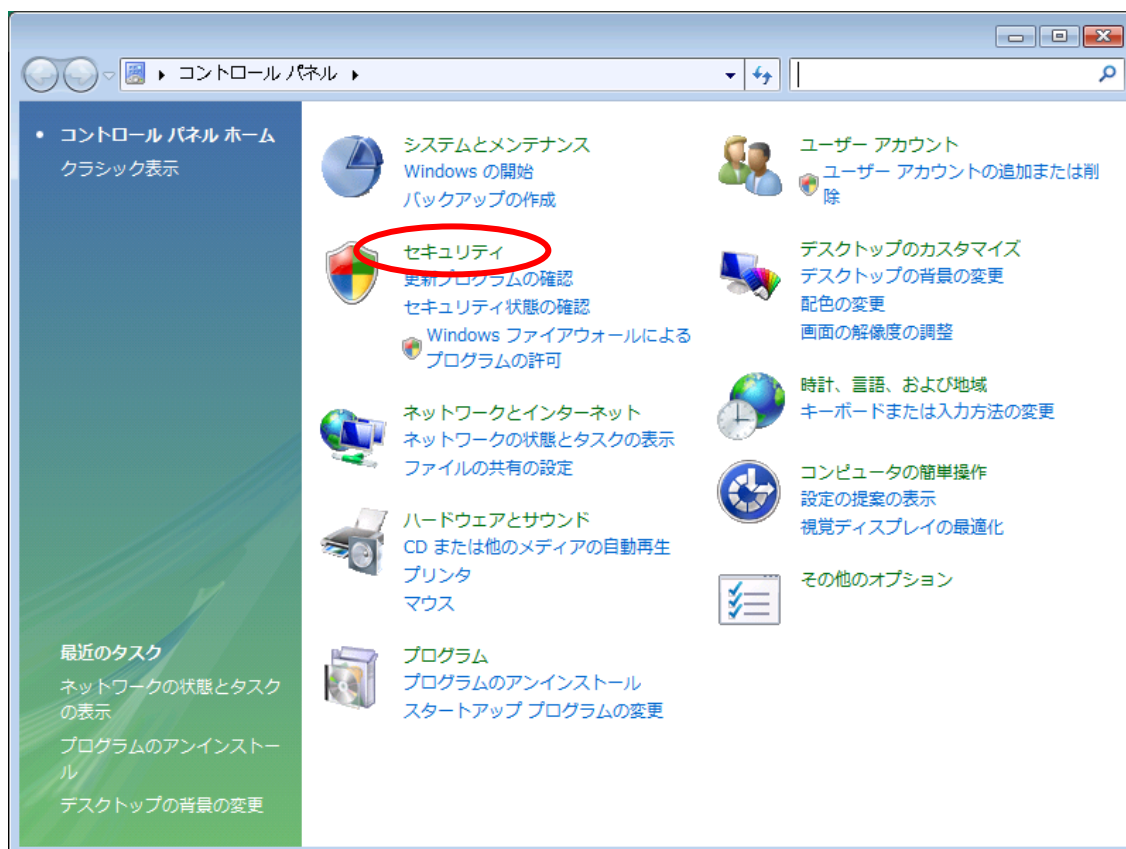 コントロール パネル
コントロール パネル ホーム
クラシック表示
最近のタスク
ネットワークの状態とタスク
の表示
プログラムのアンインストー
ル
デスクトップの背景の変更
システムとメンテナンス
Windows の開始
バックアップの作成
セキュリティ
更新プログラムの確認
セキュリティ状態の確認
Windows ファイアウォールによる
プログラムの許可
ネットワークとインターネット
ネットワークの状態とタスクの表示
ファイルの共有の設定
ハードウェアとサウンド
CD または他のメディアの自動再生
プリンタ
マウス
プログラム
プログラムのアンインストール
スタートアップ プログラムの変更
ユーザー アカウント
ユーザー アカウントの追加または削
除
デスクトップのカスタマイズ
デスクトップの背景の変更
配色の変更
画面の解像度の調整
時計、言語、および地域
キーボードまたは入力方法の変更
コンピュータの簡単操作
設定の提案の表示
視覚ディスプレイの最適化
その他のオプション